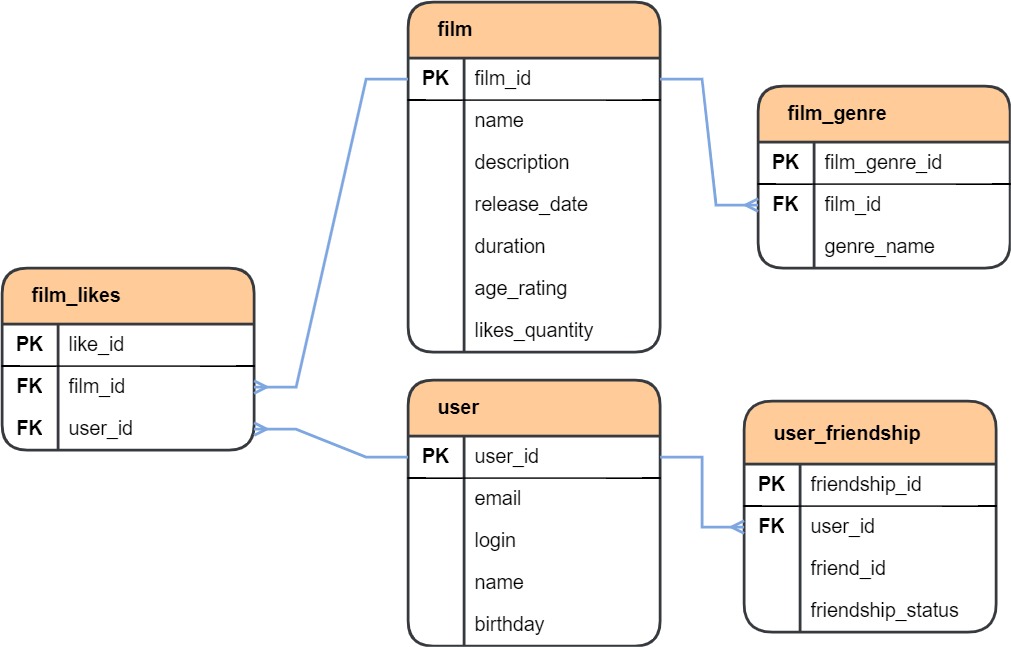 film
PK film_id
name
description
release_date
duration
age_rating
likes_quantity
film_genre
PK film_genre_id
FK film_id
genre_name
film_likes
PK like_id
FK film_id
FK user_id
user
PK user_id
email
login
name
birthday
user_friendship
PK friendship_id
FK user_id
friend_id
friendship_status